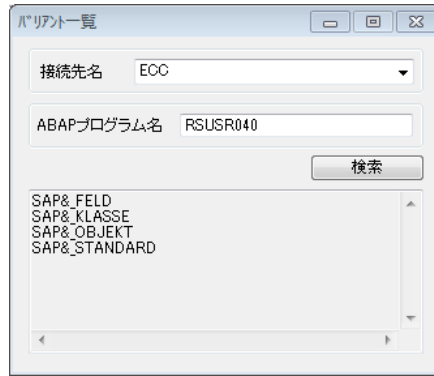 バリアント一覧
接続先名 ECC
ABAPプログラム名 RSUSR040
検索
SAP&_FELD
SAP&_KLASSE
SAP&_OBJEKT
SAP&_STANDARD